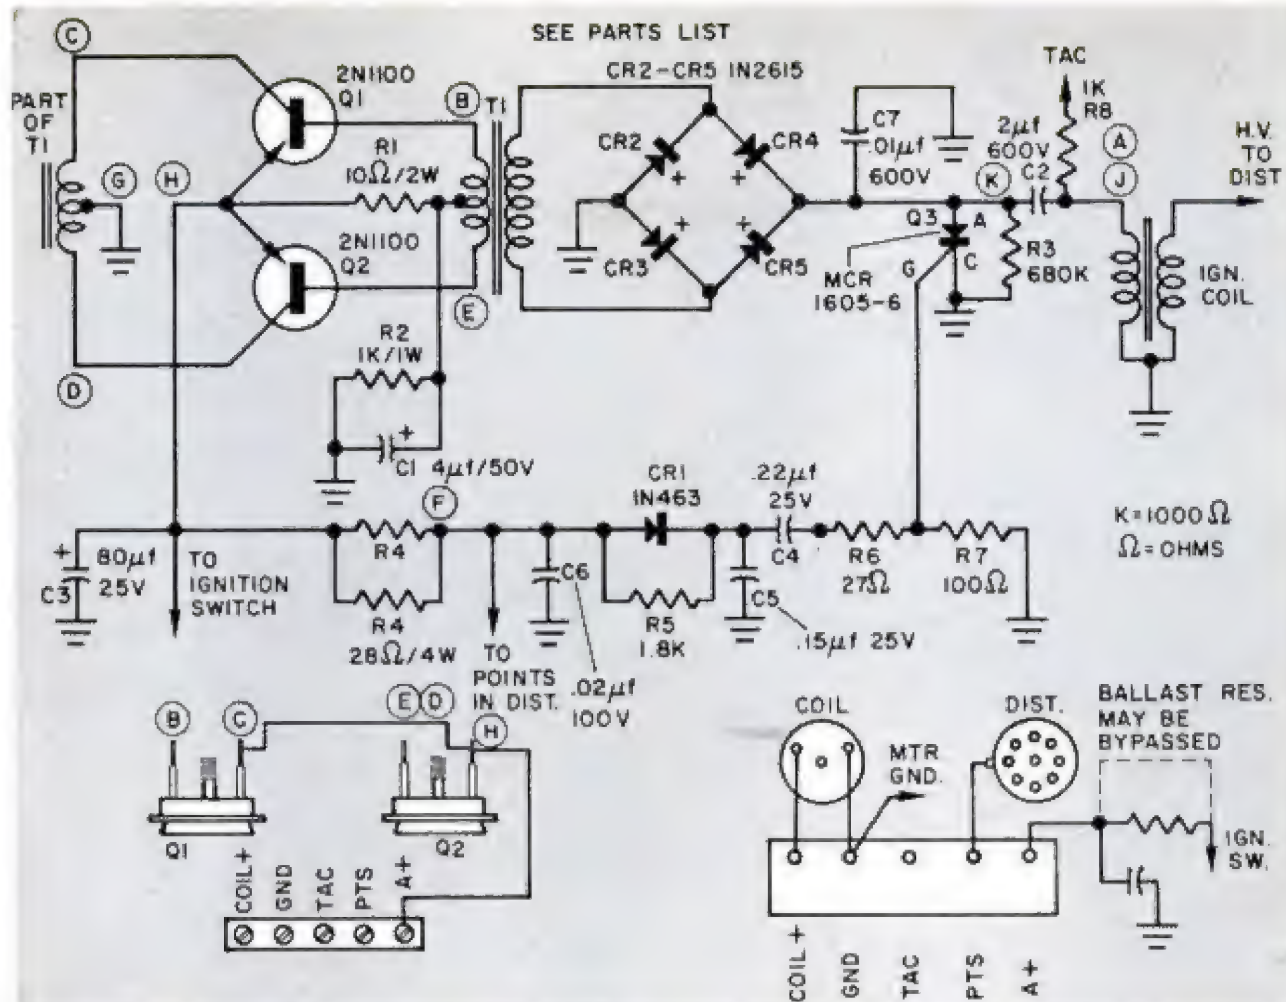 SEE PARTS LIST
C
2N1100
Q1
PART
OF
T1
G
H
B
T1
R1
10Ω/2W
2N1100
Q2
E
D
R2
1K/1W
+
C1 4µf/50V
CR2-CR5 IN2615
CR2
CR4
+
+
+
+
CR3
CR5
C7
.01µf
600V
TAC
1K
R8
2µf
600V
C2
K
A
J
H.V.
TO
DIST
Q3
A
G
C
MCR
1605-6
R3
680K
IGN.
COIL
+
80µf
25V
C3
TO
IGNITION
SWITCH
F
R4
R4
28Ω/4W
TO
POINTS
IN DIST.
C6
.02µf
100V
CR1
IN463
R5
1.8K
.22µf
25V
C4
C5
.15µf 25V
R6
27Ω
R7
100Ω
K=1000Ω
Ω=OHMS
B
C
E
D
H
Q1
Q2
COIL+
GND
TAC
PTS
A+
COIL
DIST.
MTR
GND.
BALLAST RES.
MAY BE
BYPASSED
IGN.
SW.
COIL+
GND
TAC
PTS
A+